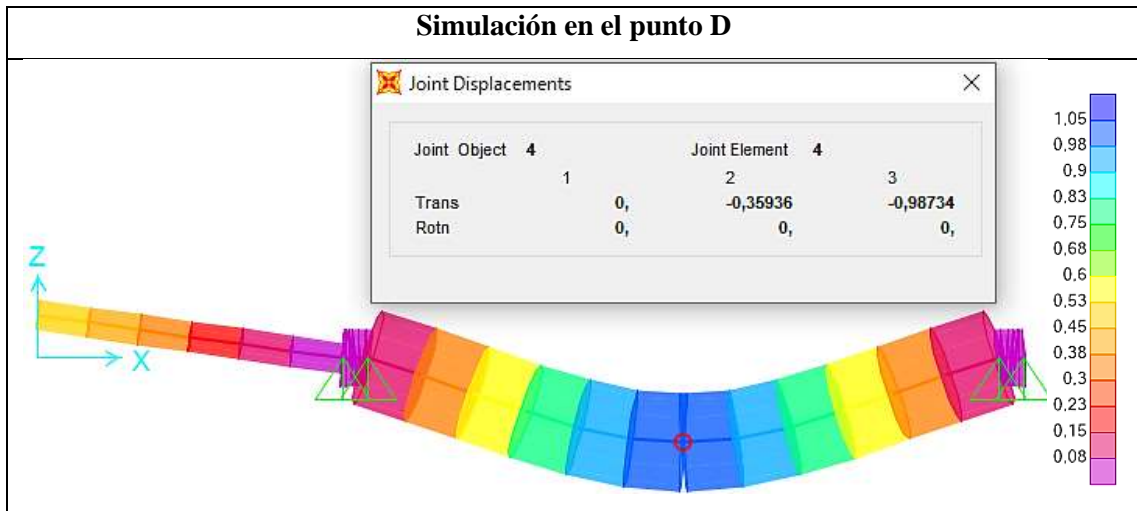 Simulación en el punto D
Joint Displacements
Joint Object 4 Joint Element 4
1 2 3
Trans 0, -0,35936 -0,98734
Rotn 0, 0, 0,
Z
X
1,05
0,98
0,9
0,83
0,75
0,68
0,6
0,53
0,45
0,38
0,3
0,23
0,15
0,08